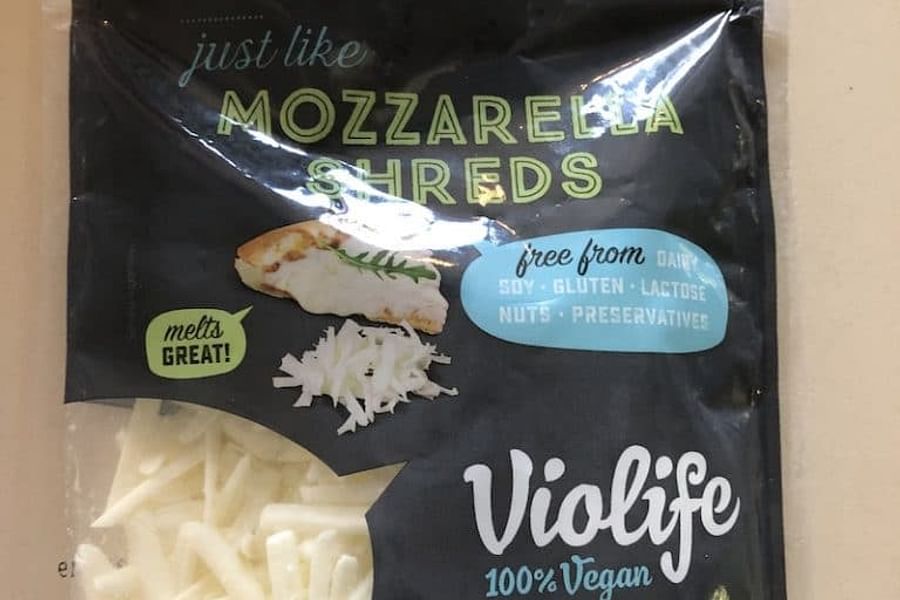 just like
MOZZARELLA
SHREDS
free from DAIRY
SOY · GLUTEN · LACTOSE
NUTS · PRESERVATIVES
melts
GREAT!
Violife
100% Vegan